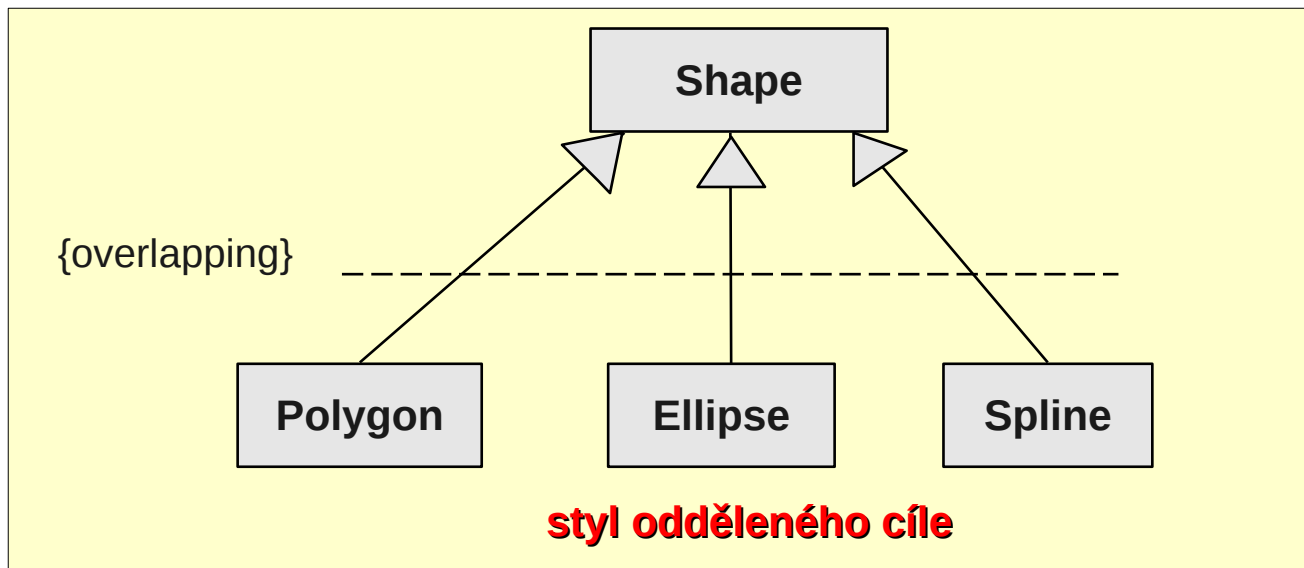 Shape
{overlapping}
Polygon
Ellipse
Spline
styl odděleného cíle